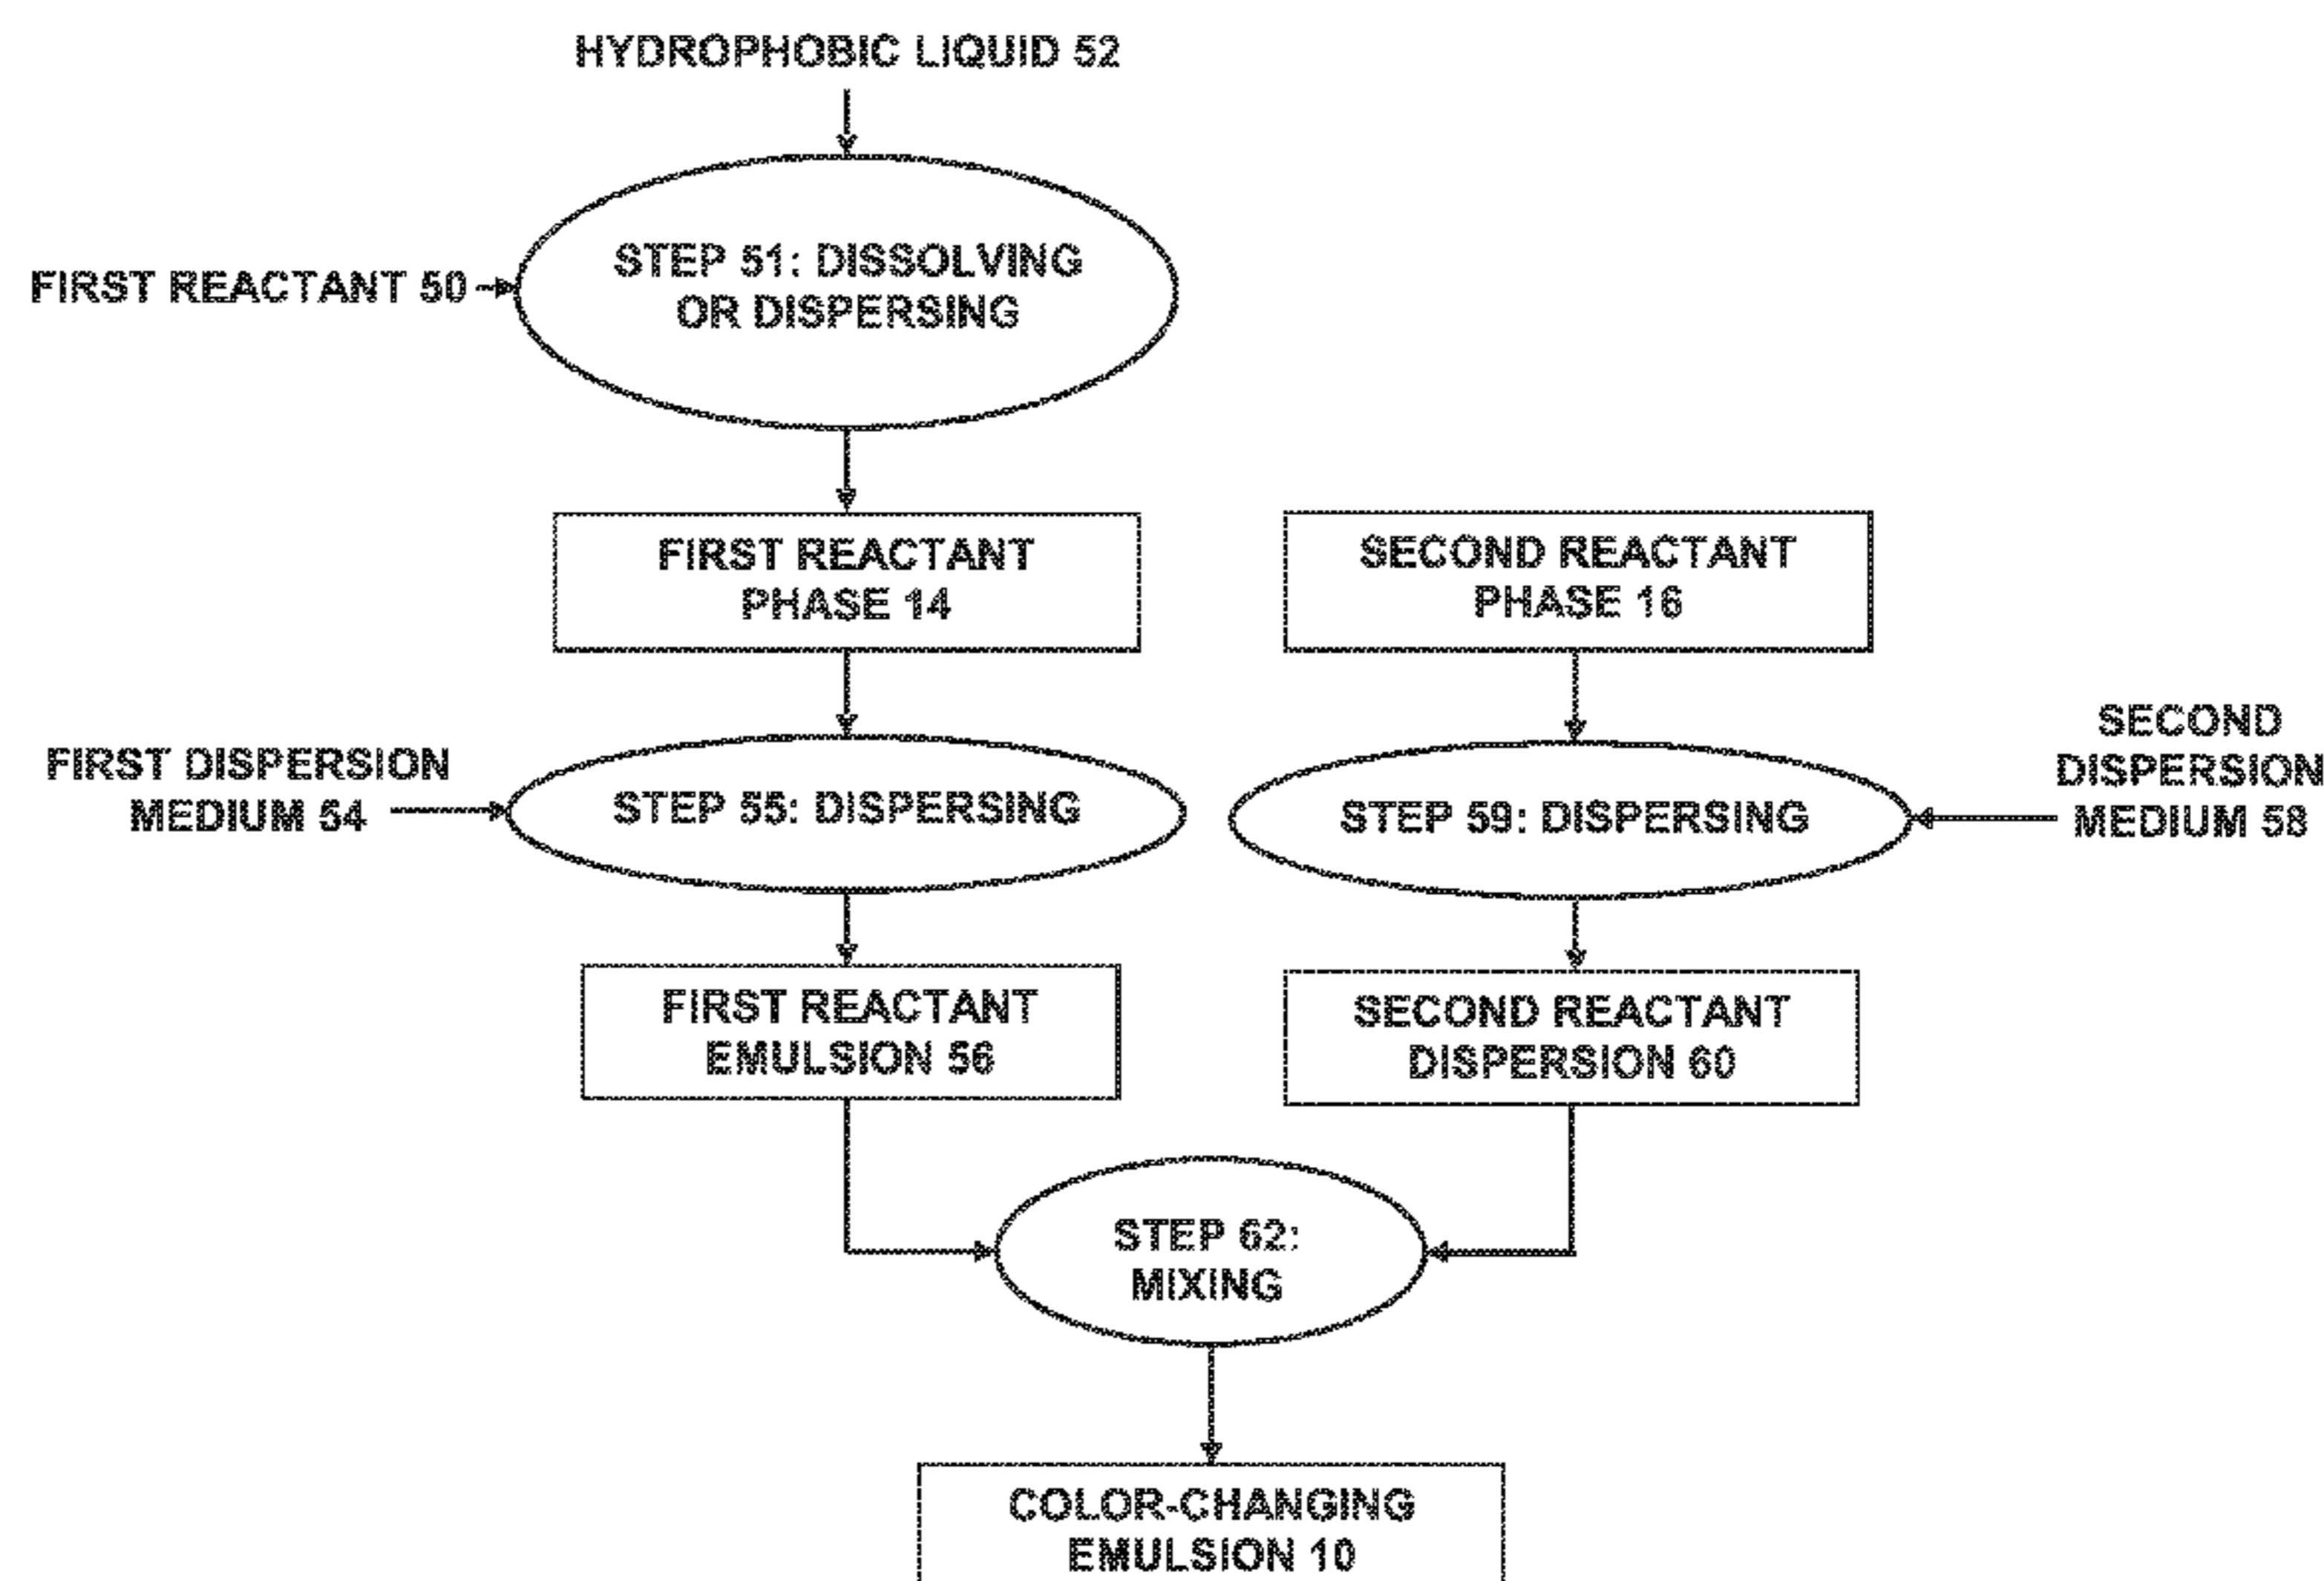 HYDROPHOBIC LIQUID 52
FIRST REACTANT 50
STEP 51: DISSOLVING
OR DISPERSING
FIRST REACTANT
PHASE 14
SECOND REACTANT
PHASE 16
FIRST DISPERSION
MEDIUM 54
STEP 55: DISPERSING
STEP 59: DISPERSING
SECOND
DISPERSION
MEDIUM 58
FIRST REACTANT
EMULSION 56
SECOND REACTANT
DISPERSION 60
STEP 62:
MIXING
COLOR-CHANGING
EMULSION 10